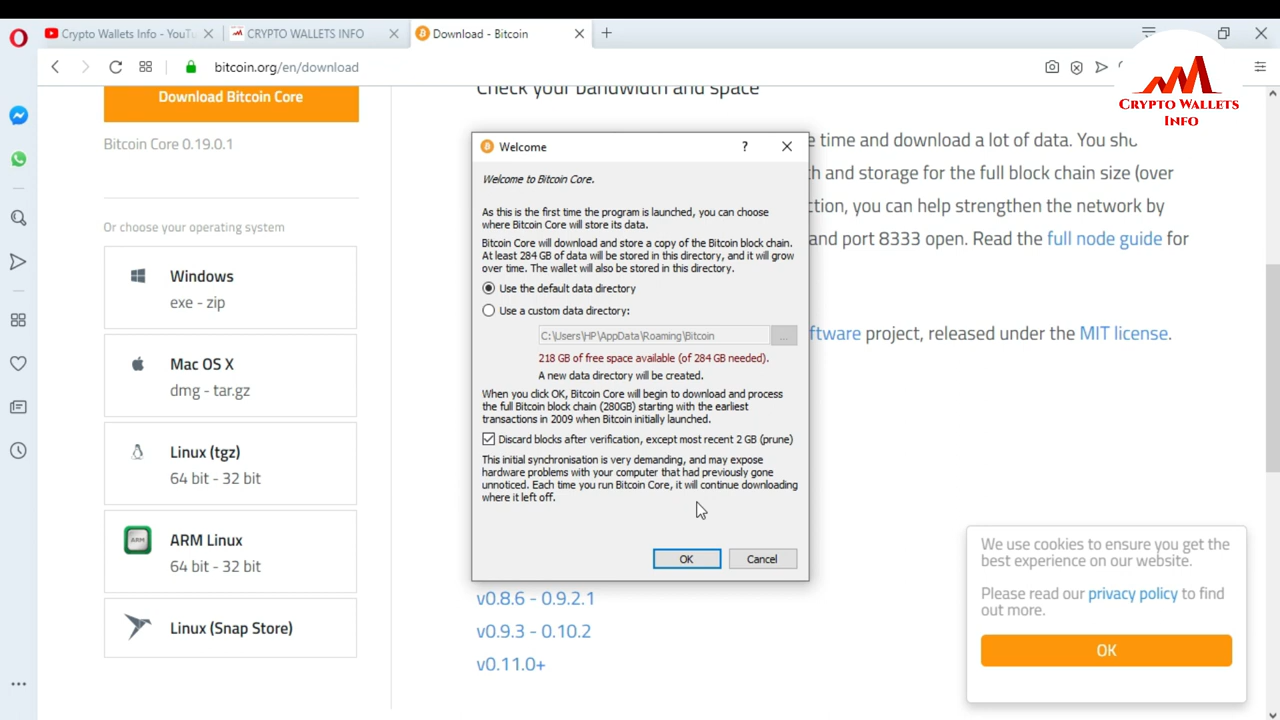 Crypto Wallets Info - YouTu
CRYPTO WALLETS INFO
Download - Bitcoin
bitcoin.org/en/download
CRYPTO WALLETS
INFO
Download Bitcoin Core
Bitcoin Core 0.19.0.1
Or choose your operating system
Windows
exe - zip
Mac OS X
dmg - tar.gz
Linux (tgz)
64 bit - 32 bit
ARM
ARM Linux
64 bit - 32 bit
Linux (Snap Store)
Check your bandwidth and space
e time and download a lot of data. You shou
h and storage for the full block chain size (over
ction, you can help strengthen the network by
and port 8333 open. Read the full node guide for
ftware project, released under the MIT license.
Welcome
?
Welcome to Bitcoin Core.
As this is the first time the program is launched, you can choose
where Bitcoin Core will store its data.
Bitcoin Core will download and store a copy of the Bitcoin block chain.
At least 284 GB of data will be stored in this directory, and it will grow
over time. The wallet will also be stored in this directory.
Use the default data directory
Use a custom data directory:
C:\Users\HP\AppData\Roaming\Bitcoin
...
218 GB of free space available (of 284 GB needed).
A new data directory will be created.
When you click OK, Bitcoin Core will begin to download and process
the full Bitcoin block chain (280GB) starting with the earliest
transactions in 2009 when Bitcoin initially launched.
Discard blocks after verification, except most recent 2 GB (prune)
This initial synchronisation is very demanding, and may expose
hardware problems with your computer that had previously gone
unnoticed. Each time you run Bitcoin Core, it will continue downloading
where it left off.
OK
Cancel
v0.8.6 - 0.9.2.1
v0.9.3 - 0.10.2
v0.11.0+
We use cookies to ensure you get the
best experience on our website.
Please read our privacy policy to find
out more.
OK